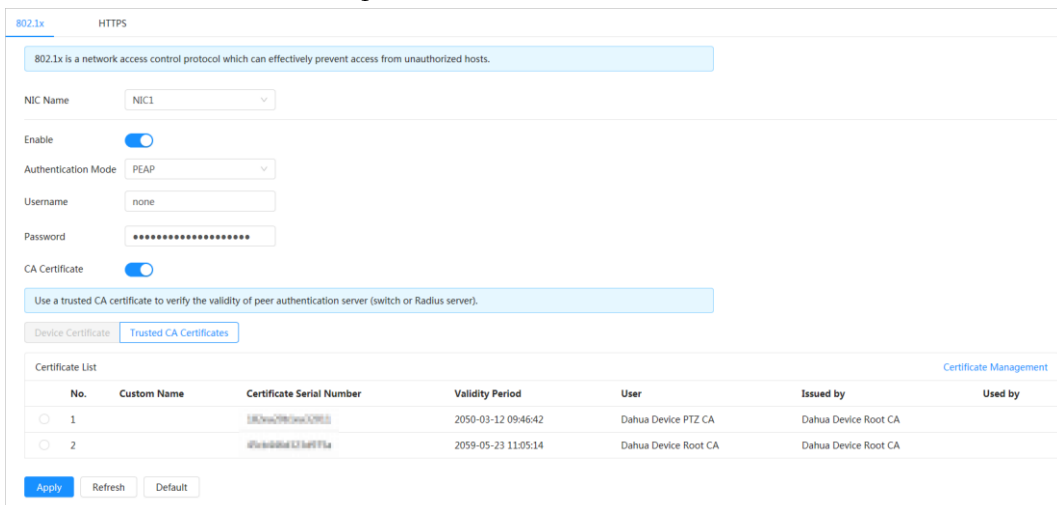 802.1x HTTPS
802.1x is a network access control protocol which can effectively prevent access from unauthorized hosts.
NIC Name NIC1
Enable
Authentication Mode PEAP
Username none
Password ••••••••••••••••••••
CA Certificate
Use a trusted CA certificate to verify the validity of peer authentication server (switch or Radius server).
Device Certificate Trusted CA Certificates
Certificate List Certificate Management
No. Custom Name Certificate Serial Number Validity Period User Issued by Used by
1 2050-03-12 09:46:42 Dahua Device PTZ CA Dahua Device Root CA
2 2059-05-23 11:05:14 Dahua Device Root CA Dahua Device Root CA
Apply Refresh Default